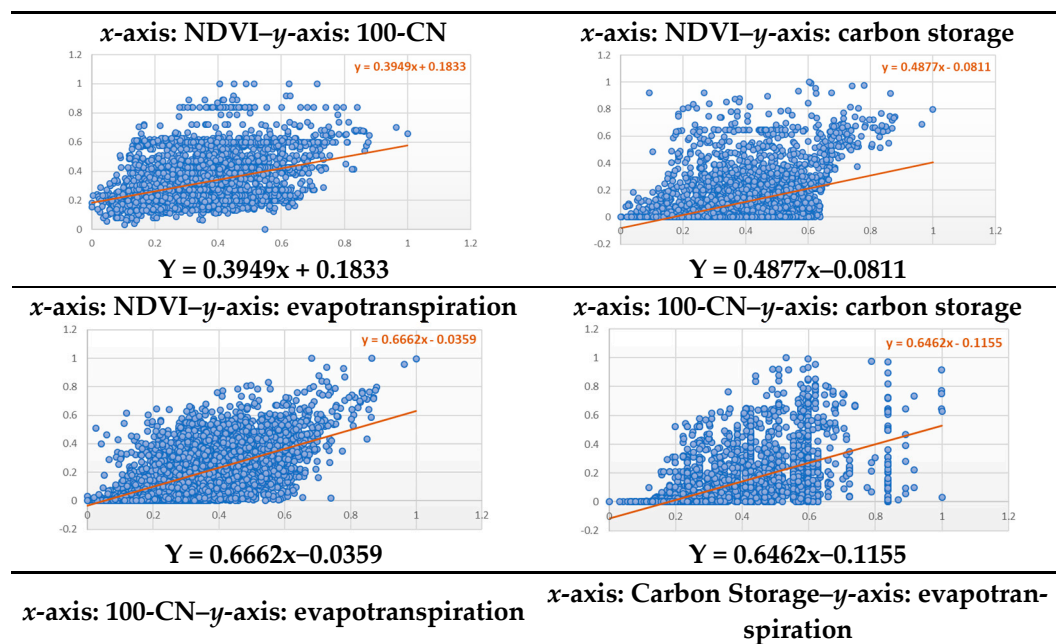 x-axis: NDVI–y-axis: 100-CN
1.2
1
0.8
0.6
0.4
0.2
0
0 0.2 0.4 0.6 0.8 1 1.2
y = 0.3949x + 0.1833
Y = 0.3949x + 0.1833
x-axis: NDVI–y-axis: carbon storage
1.2
1
0.8
0.6
0.4
0.2
0
-0.2
0 0.2 0.4 0.6 0.8 1 1.2
y = 0.4877x - 0.0811
Y = 0.4877x–0.0811
x-axis: NDVI–y-axis: evapotranspiration
1.2
1
0.8
0.6
0.4
0.2
0
-0.2
0 0.2 0.4 0.6 0.8 1 1.2
y = 0.6662x - 0.0359
Y = 0.6662x–0.0359
x-axis: 100-CN–y-axis: carbon storage
1.2
1
0.8
0.6
0.4
0.2
0
-0.2
0 0.2 0.4 0.6 0.8 1 1.2
y = 0.6462x - 0.1155
Y = 0.6462x–0.1155
x-axis: 100-CN–y-axis: evapotranspiration
x-axis: Carbon Storage–y-axis: evapotran-
spiration